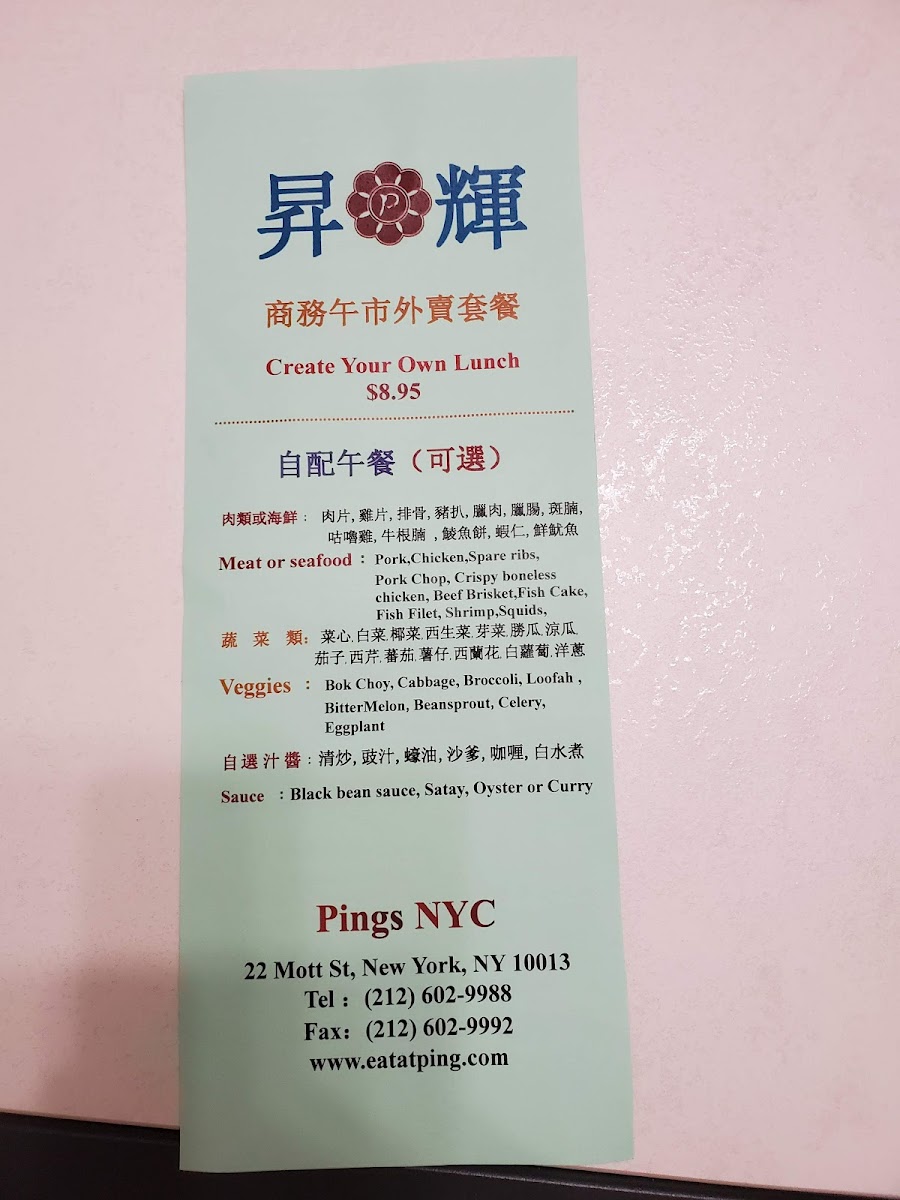 昇 P 輝
商務午市外賣套餐
Create Your Own Lunch
$8.95
自配午餐（可選）
肉類或海鮮： 肉片, 雞片, 排骨, 豬扒, 臘肉, 臘腸, 斑腩,
咕嚕雞, 牛根腩 , 鯪魚餅, 蝦仁, 鮮魷魚
Meat or seafood： Pork,Chicken,Spare ribs,
Pork Chop, Crispy boneless
chicken, Beef Brisket,Fish Cake,
Fish Filet, Shrimp,Squids,
蔬 菜 類: 菜心.白菜.椰菜.西生菜.芽菜.勝瓜.涼瓜.
茄子.西芹.蕃茄.薯仔.西蘭花.白蘿蔔.洋蔥
Veggies ： Bok Choy, Cabbage, Broccoli, Loofah ,
BitterMelon, Beansprout, Celery,
Eggplant
自選汁醬：清炒, 豉汁, 蠔油, 沙爹, 咖喱, 白水煮
Sauce ：Black bean sauce, Satay, Oyster or Curry
Pings NYC
22 Mott St, New York, NY 10013
Tel： (212) 602-9988
Fax： (212) 602-9992
www.eatatping.com